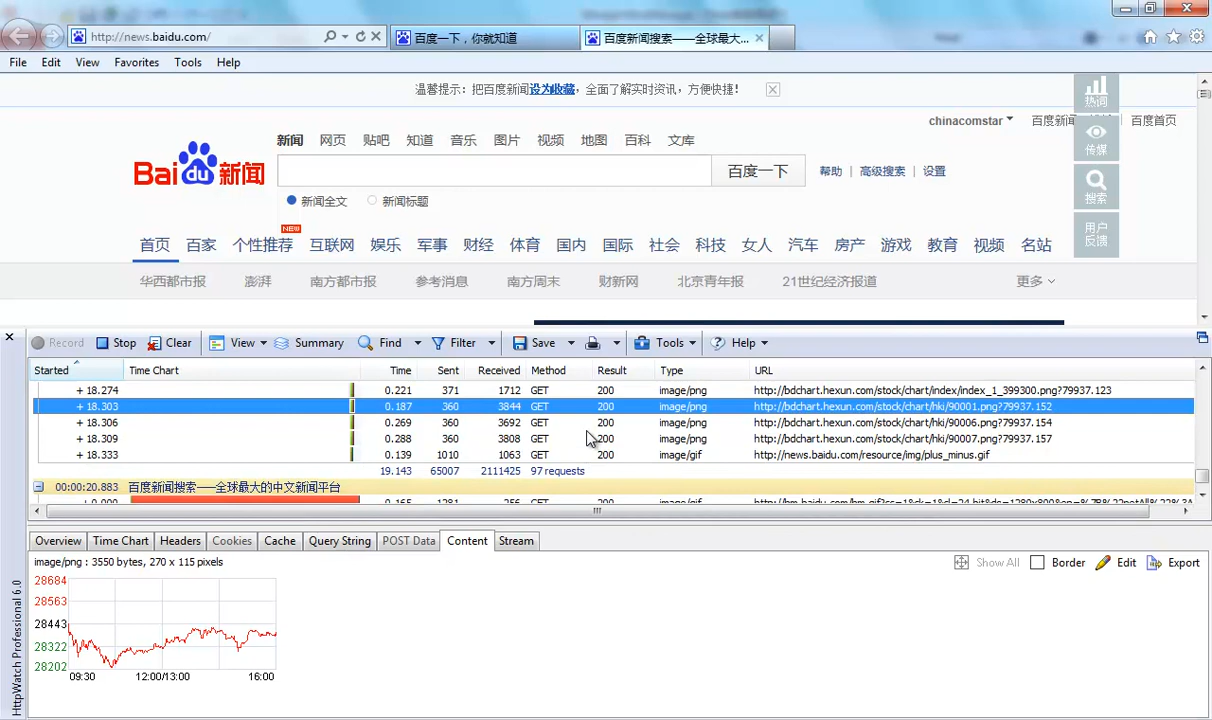 http://news.baidu.com/
百度一下，你就知道
百度新闻搜索——全球最大...
File Edit View Favorites Tools Help
温馨提示：把百度新闻设为收藏，全面了解实时资讯，方便快捷！
热词
chinacomstar
百度首页
传媒
新闻 网页 贴吧 知道 音乐 图片 视频 地图 百科 文库
Bai du 新闻
百度一下
帮助 高级搜索 设置
搜索
新闻全文 新闻标题
用户反馈
NEW
首页 百家 个性推荐 互联网 娱乐 军事 财经 体育 国内 国际 社会 科技 女人 汽车 房产 游戏 教育 视频 名站
华西都市报 澎湃 南方都市报 参考消息 南方周末 财新网 北京青年报 21世纪经济报道 更多
Record Stop Clear View Summary Find Filter Save Tools Help
Started Time Chart Time Sent Received Method Result Type URL
+ 18.274 0.221 371 1712 GET 200 image/png http://bdchart.hexun.com/stock/chart/index/index_1_399300.png?79937.123
+ 18.303 0.187 360 3844 GET 200 image/png http://bdchart.hexun.com/stock/chart/hki/90001.png?79937.152
+ 18.306 0.269 360 3692 GET 200 image/png http://bdchart.hexun.com/stock/chart/hki/90006.png?79937.154
+ 18.309 0.288 360 3808 GET 200 image/png http://bdchart.hexun.com/stock/chart/hki/90007.png?79937.157
+ 18.333 0.139 1010 1063 GET 200 image/gif http://news.baidu.com/resource/img/plus_minus.gif
19.143 65007 2111425 97 requests
00:00:20.883 百度新闻搜索——全球最大的中文新闻平台
Overview Time Chart Headers Cookies Cache Query String POST Data Content Stream
image/png : 3550 bytes, 270 x 115 pixels
Show All Border Edit Export
28684
28563
28443
28322
28202
09:30 12:00/13:00 16:00
HttpWatch Professional 6.0